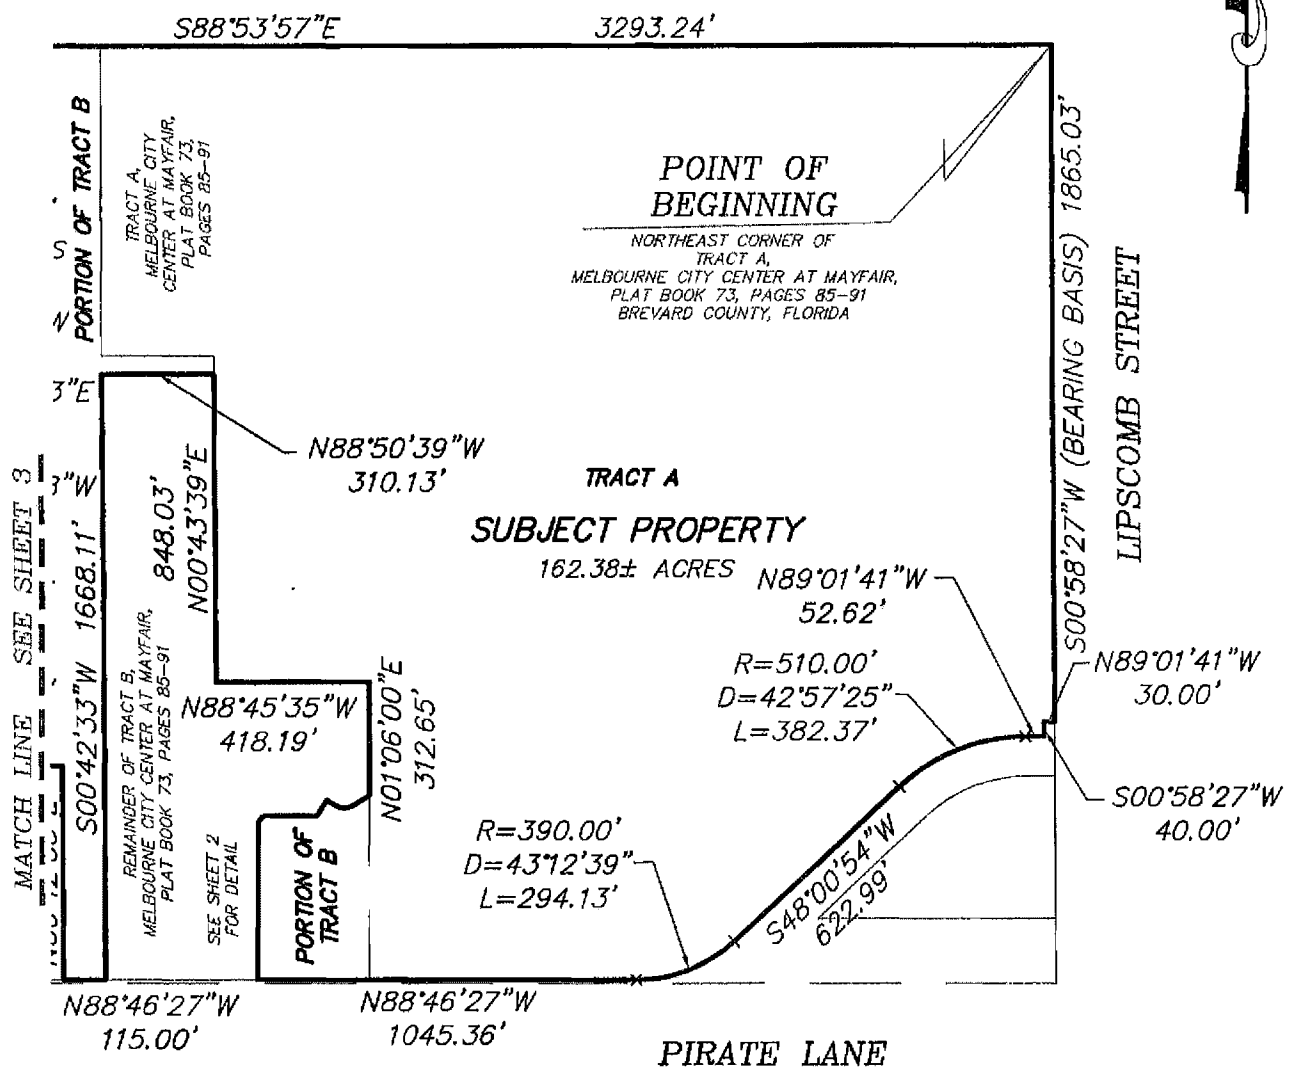 S88°53'57"E
3293.24'
PORTION OF TRACT B
TRACT A,
MELBOURNE CITY
CENTER AT MAYFAIR,
PLAT BOOK 73,
PAGES 85-91
S
N
POINT OF
BEGINNING
NORTHEAST CORNER OF
TRACT A,
MELBOURNE CITY CENTER AT MAYFAIR,
PLAT BOOK 73, PAGES 85-91
BREVARD COUNTY, FLORIDA
S00°58'27"W (BEARING BASIS) 1865.03'
LIPSCOMB STREET
3"E
3"W
N88°50'39"W
310.13'
848.03'
N00°43'39"E
TRACT A
SUBJECT PROPERTY
162.38± ACRES
N89°01'41"W
52.62'
R=510.00'
D=42°57'25"
L=382.37'
N89°01'41"W
30.00'
S00°58'27"W
40.00'
MATCH LINE SEE SHEET 3
S00°42'33"W 1668.11'
REMAINDER OF TRACT B,
MELBOURNE CITY CENTER AT MAYFAIR,
PLAT BOOK 73, PAGES 85-91
N88°45'35"W
418.19'
N01°06'00"E
312.65'
SEE SHEET 2
FOR DETAIL
PORTION OF
TRACT B
R=390.00'
D=43°12'39"
L=294.13'
S48°00'54"W
622.99'
N88°46'27"W
115.00'
N88°46'27"W
1045.36'
PIRATE LANE